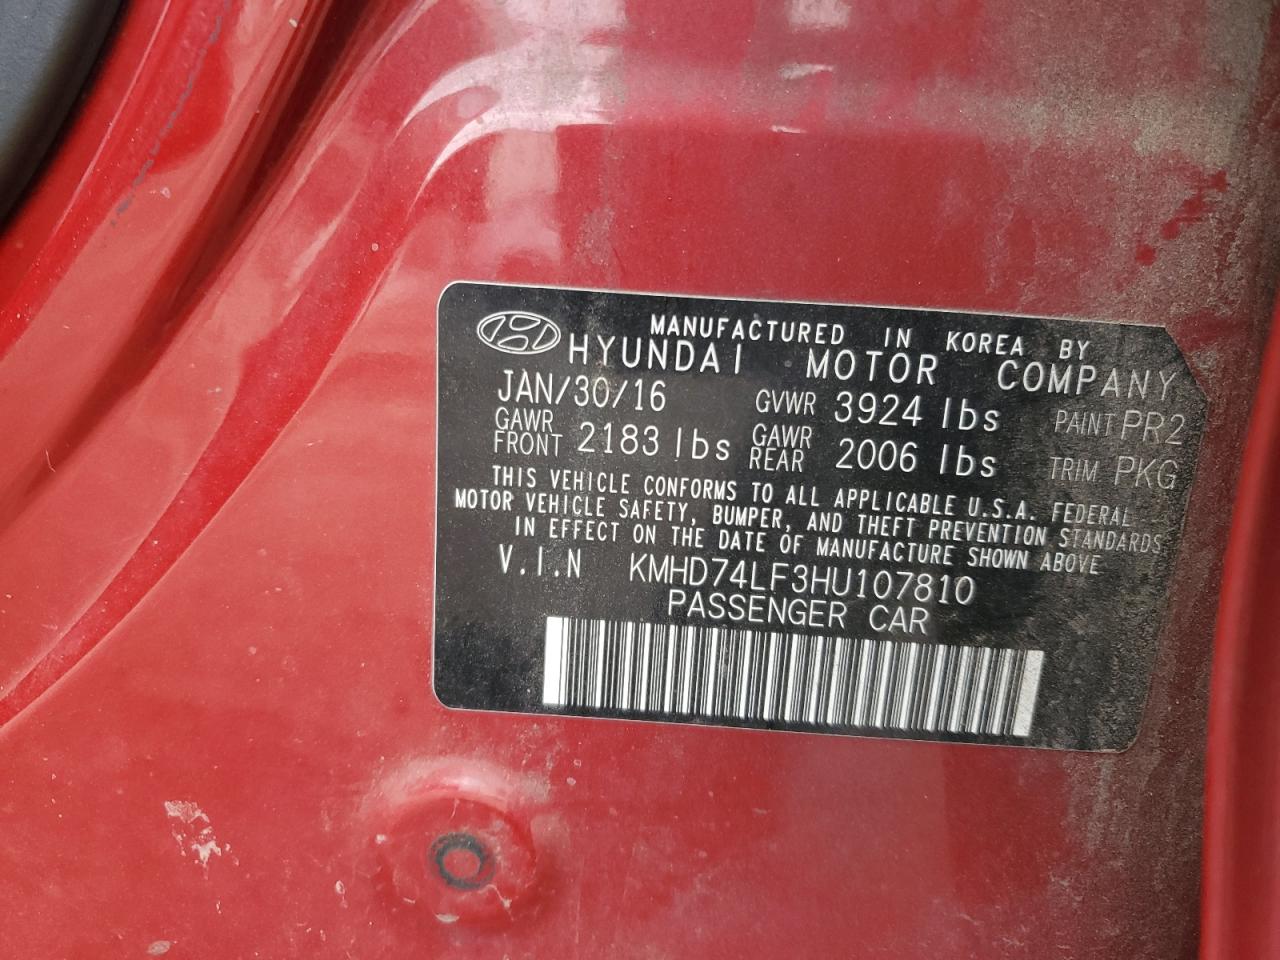 MANUFACTURED IN KOREA BY
HYUNDAI MOTOR COMPANY
JAN/30/16 GVWR 3924 lbs PAINT PR2
GAWR FRONT 2183 lbs GAWR REAR 2006 lbs TRIM PKG
THIS VEHICLE CONFORMS TO ALL APPLICABLE U.S.A. FEDERAL
MOTOR VEHICLE SAFETY, BUMPER, AND THEFT PREVENTION STANDARDS
IN EFFECT ON THE DATE OF MANUFACTURE SHOWN ABOVE
V.I.N KMHD74LF3HU107810
PASSENGER CAR